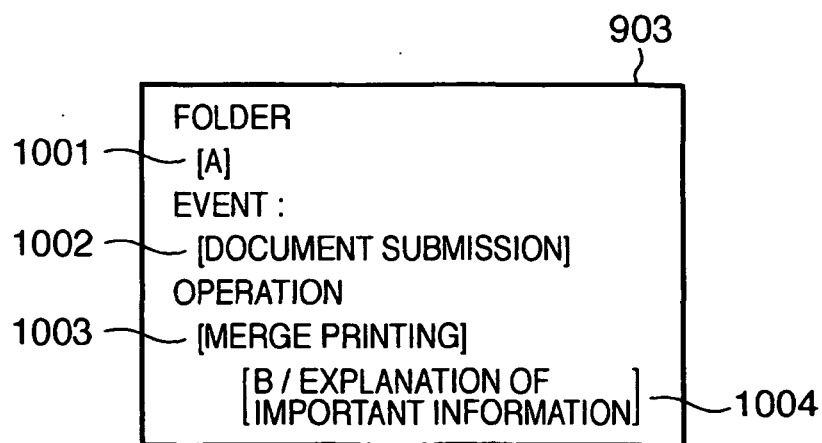 903
FOLDER
1001 [A]
EVENT :
1002 [DOCUMENT SUBMISSION]
OPERATION
1003 [MERGE PRINTING]
[B / EXPLANATION OF
IMPORTANT INFORMATION] 1004